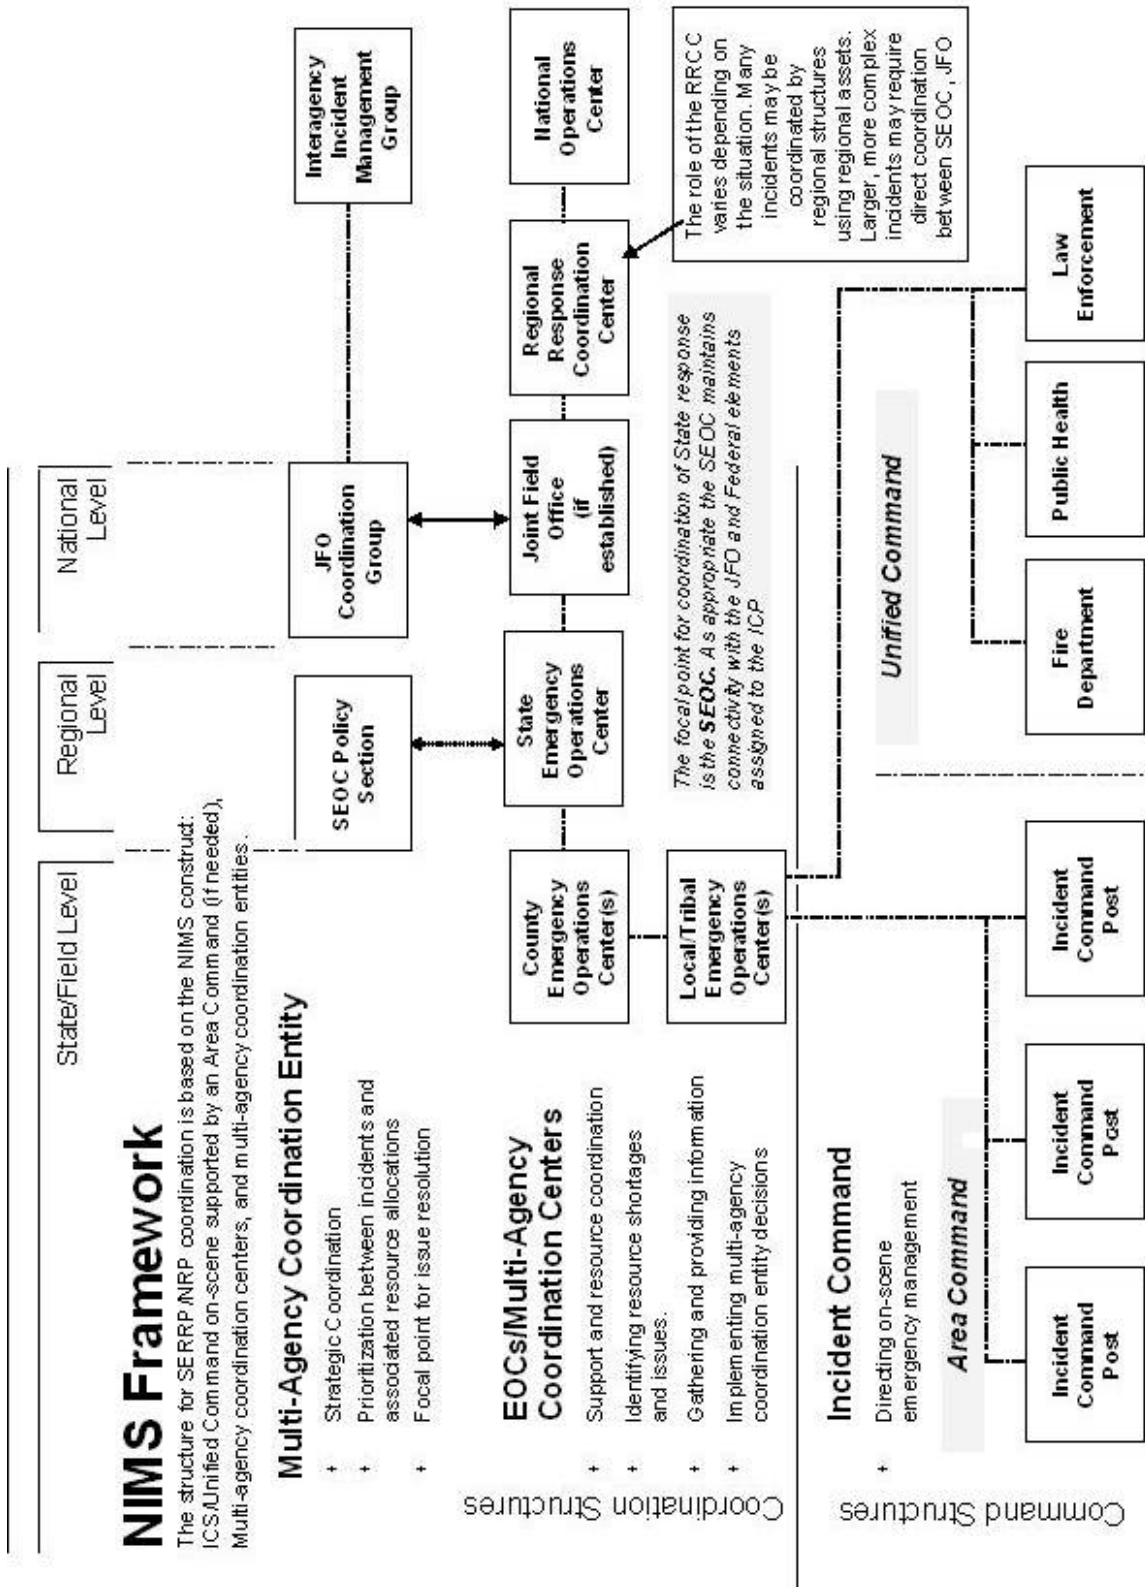 State/Field Level
Regional
Level
National
Level
NIMS Framework
The structure for SERRP/NRP coordination is based on the NIMS construct:
ICS/Unified Command on-scene supported by an Area Command (if needered),
Multi-agency coordination centers, and multi-agency coordination entities.
Multi-Agency Coordination Entity
+ Strategic Coordination
+ Prioritization between incidents and
associated resource allocations
+ Focal point for issue resolution
SEOC Policy
Section
JFO
Coordination
Group
Interagency
Incident
Management
Group
Coordination Structures
EOCs/Multi-Agency
Coordination Centers
+ Support and resource coordination
+ Identifying resource shortages
and issues.
+ Gathering and providing information
+ Implementing multi-agency
coordination entity decisions
County
Emergency
Operations
Center(s)
State
Emergency
Operations
Center
Joint Field
Office
(if
established)
Regional
Response
Coordination
Center
National
Operations
Center
Local/Tribal
Emergency
Operations
Center(s)
The focal point for coordination of State response
is the SEOC. As appropriate the SEOC maintains
connectivity with the JFO and Federal elements
assigned to the ICP
The role of the RRCC
varies depending on
the situation. Many
incidents may be
coordinated by
regional structures
using regional assets.
Larger, more complex
incidents may require
direct coordination
between SEOC, JFO
Command Structures
Incident Command
+ Directing on-scene
emergency management
Area Command
Unified Command
Incident
Command
Post
Incident
Command
Post
Incident
Command
Post
Fire
Department
Public Health
Law
Enforcement